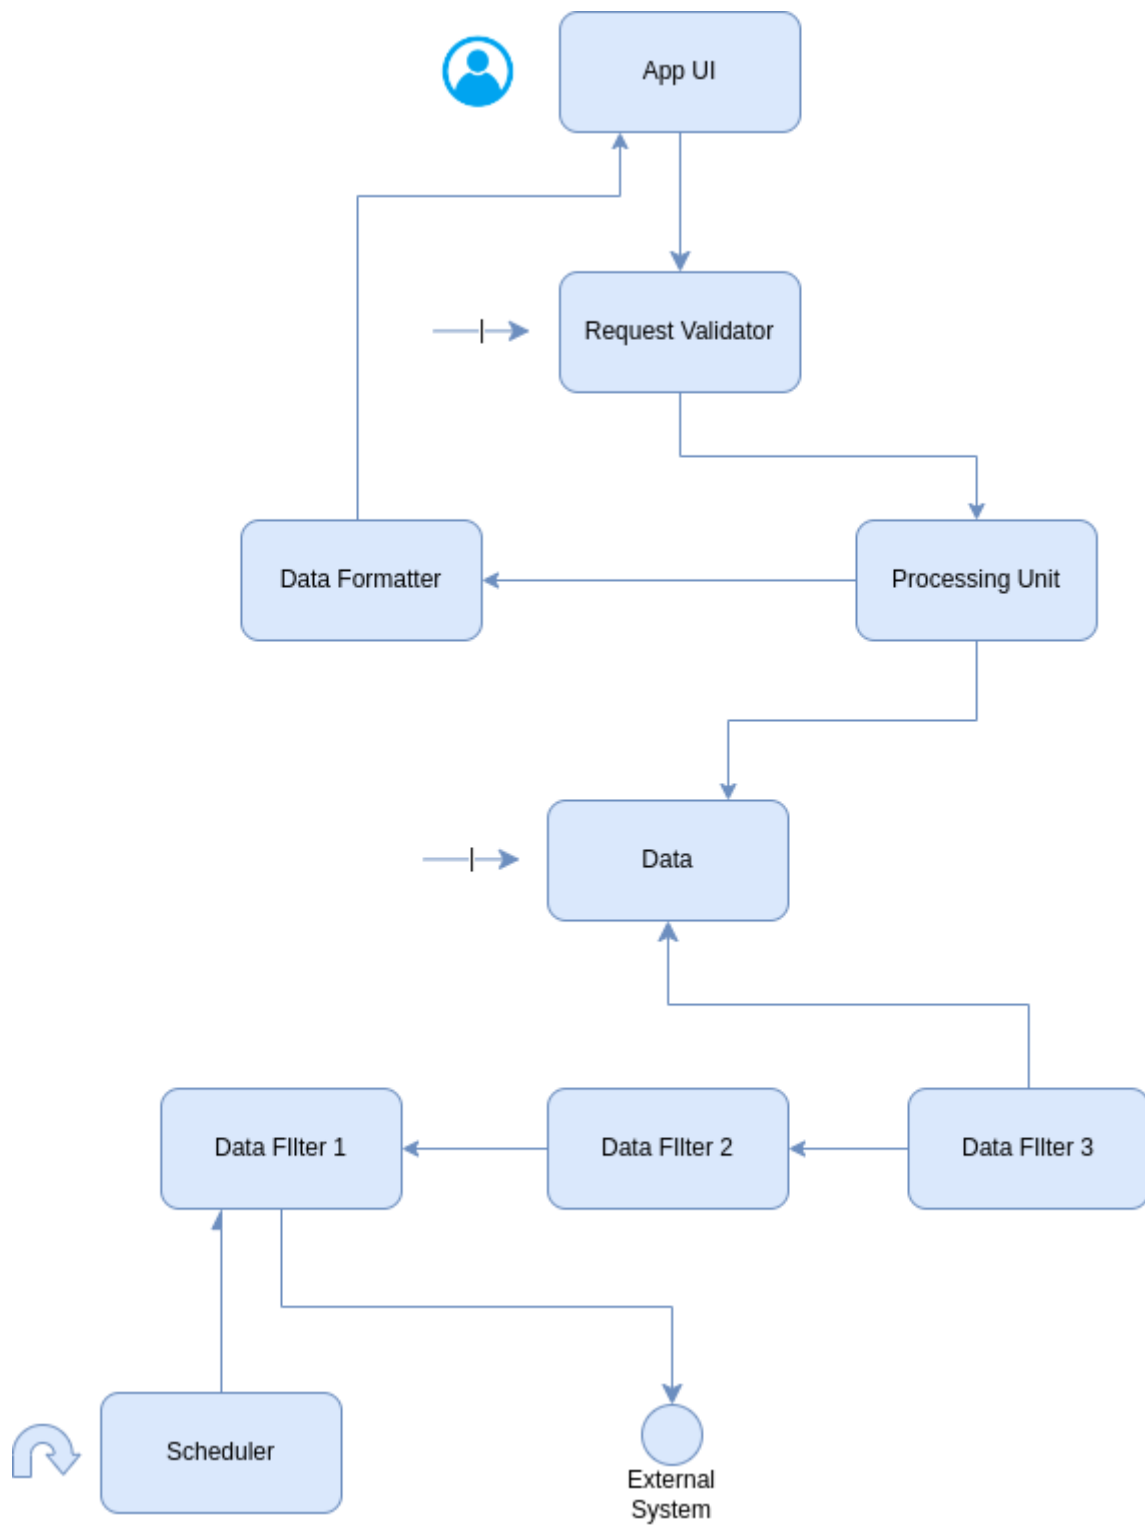 App UI
Request Validator
Data Formatter
Processing Unit
Data
Data FIlter 1
Data FIlter 2
Data FIlter 3
Scheduler
External
System